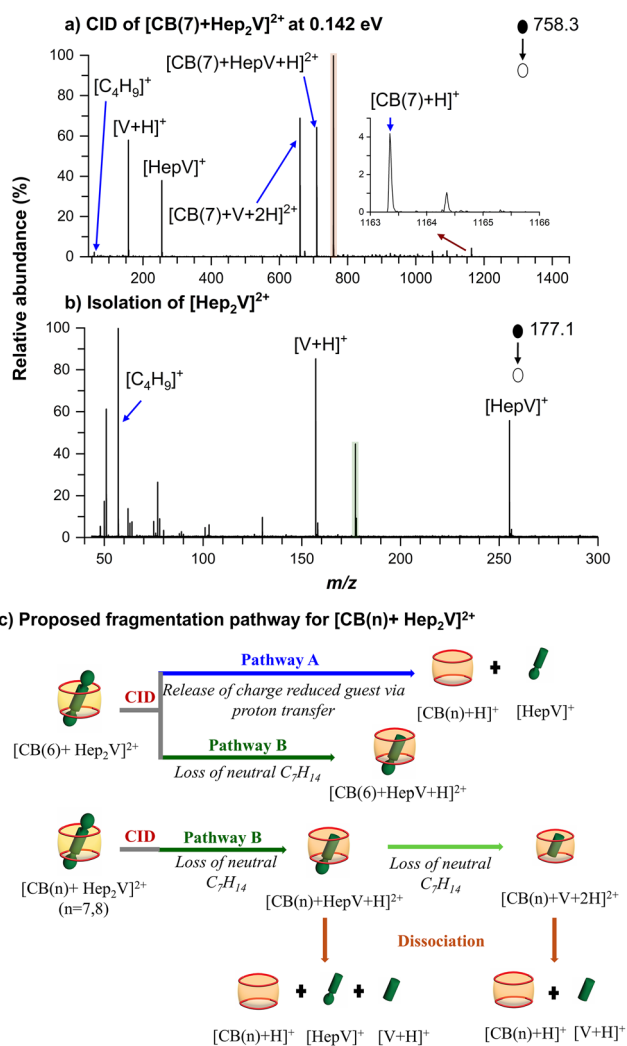 a) CID of [CB(7)+Hep₂V]²⁺ at 0.142 eV
758.3
[CB(7)+HepV+H]²⁺
[C₄H₉]⁺
[CB(7)+H]⁺
[V+H]⁺
[HepV]⁺
[CB(7)+V+2H]²⁺
100
80
60
40
20
0
4
2
0
1163 1164 1165 1166
200 400 600 800 1000 1200 1400
Relative abundance (%)
b) Isolation of [Hep₂V]²⁺
177.1
[V+H]⁺
[C₄H₉]⁺
[HepV]⁺
100
80
60
40
20
0
50 100 150 200 250 300
m/z
c) Proposed fragmentation pathway for [CB(n)+ Hep₂V]²⁺
Pathway A
CID
Release of charge reduced guest via
proton transfer
[CB(n)+H]⁺ [HepV]⁺
[CB(6)+ Hep₂V]²⁺
Pathway B
Loss of neutral C₇H₁₄
[CB(6)+HepV+H]²⁺
CID
Pathway B
Loss of neutral
C₇H₁₄
Loss of neutral
C₇H₁₄
[CB(n)+ Hep₂V]²⁺
(n=7,8)
[CB(n)+HepV+H]²⁺
[CB(n)+V+2H]²⁺
Dissociation
[CB(n)+H]⁺ [HepV]⁺ [V+H]⁺
[CB(n)+H]⁺ [V+H]⁺